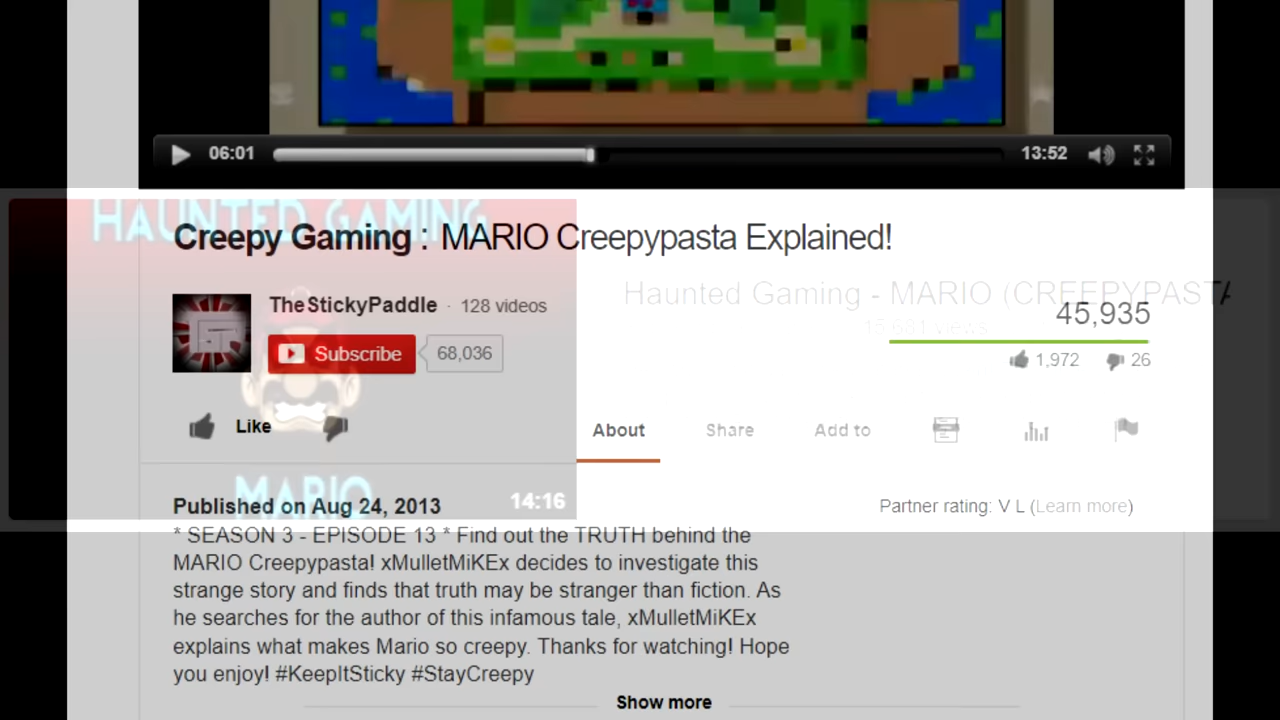 06:01
13:52
HAUNTED GAMING
Creepy Gaming : MARIO Creepypasta Explained!
TheStickyPaddle · 128 videos
Haunted Gaming - MARIO (CREEPYPASTA
15,681 views
45,935
Subscribe
68,036
1,972
26
Like
About
Share
Add to
MARIO
14:16
Published on Aug 24, 2013
Partner rating: V L (Learn more)
* SEASON 3 - EPISODE 13 * Find out the TRUTH behind the
MARIO Creepypasta! xMulletMiKEx decides to investigate this
strange story and finds that truth may be stranger than fiction. As
he searches for the author of this infamous tale, xMulletMiKEx
explains what makes Mario so creepy. Thanks for watching! Hope
you enjoy! #KeepItSticky #StayCreepy
Show more